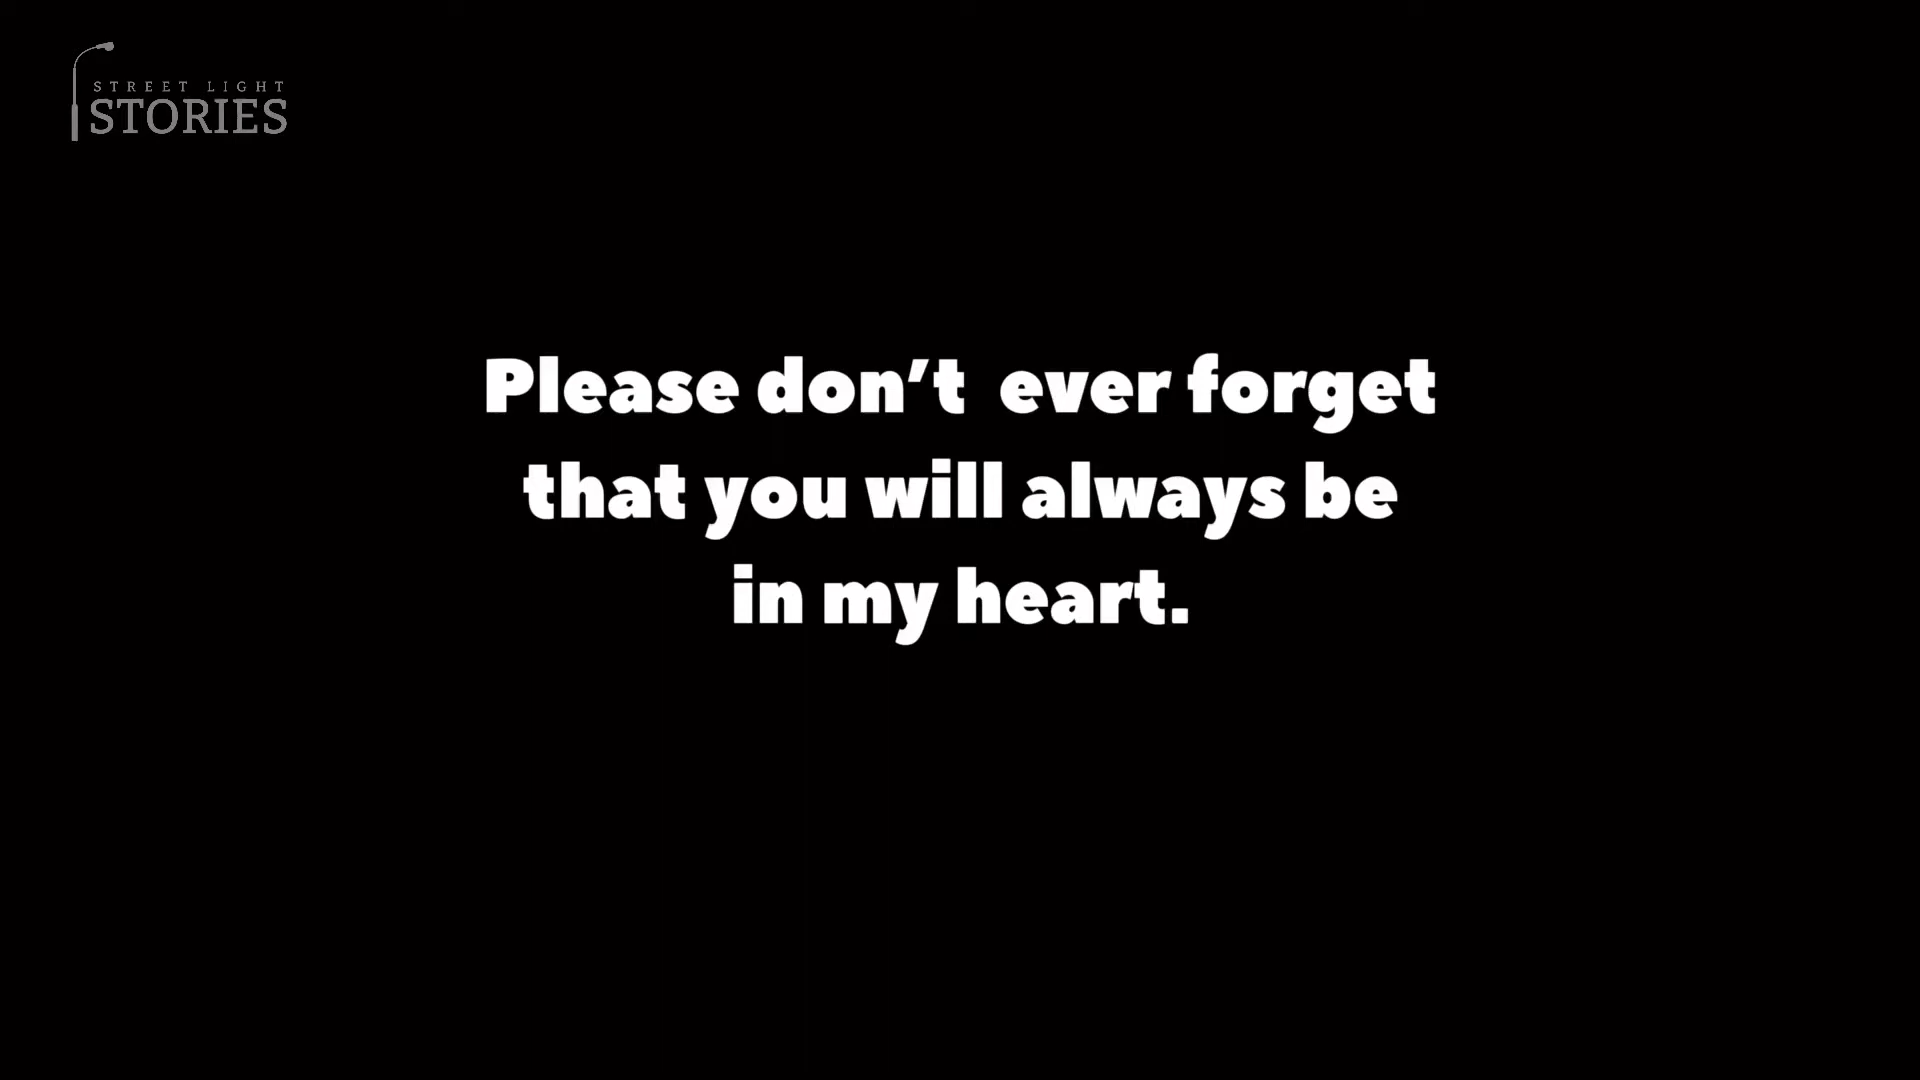 STREET LIGHT
STORIES
Please don't  ever forget
that you will always be
in my heart.